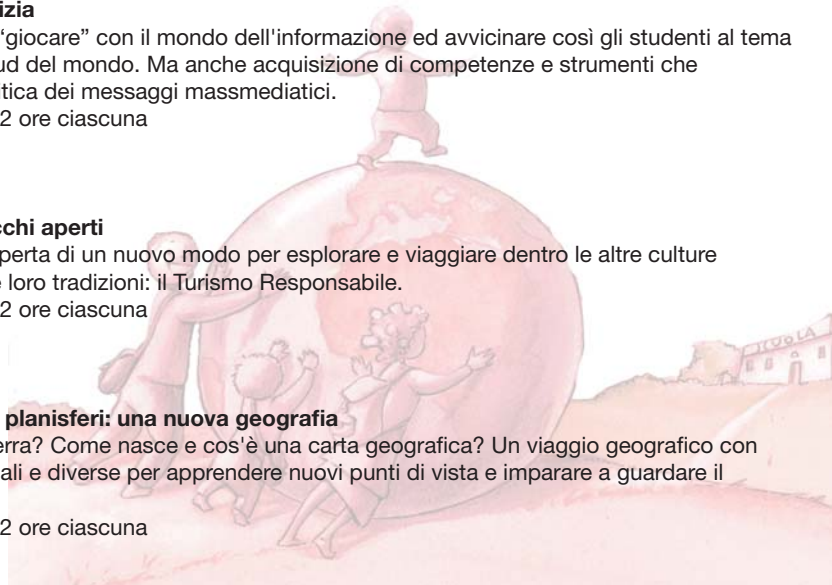 izia
“giocare” con il mondo dell'informazione ed avvicinare così gli studenti al tema
ud del mondo. Ma anche acquisizione di competenze e strumenti che
tica dei messaggi massmediatici.
2 ore ciascuna
cchi aperti
perta di un nuovo modo per esplorare e viaggiare dentro le altre culture
e loro tradizioni: il Turismo Responsabile.
2 ore ciascuna
SCUOLA
planisferi: una nuova geografia
erra? Come nasce e cos'è una carta geografica? Un viaggio geografico con
ali e diverse per apprendere nuovi punti di vista e imparare a guardare il
2 ore ciascuna